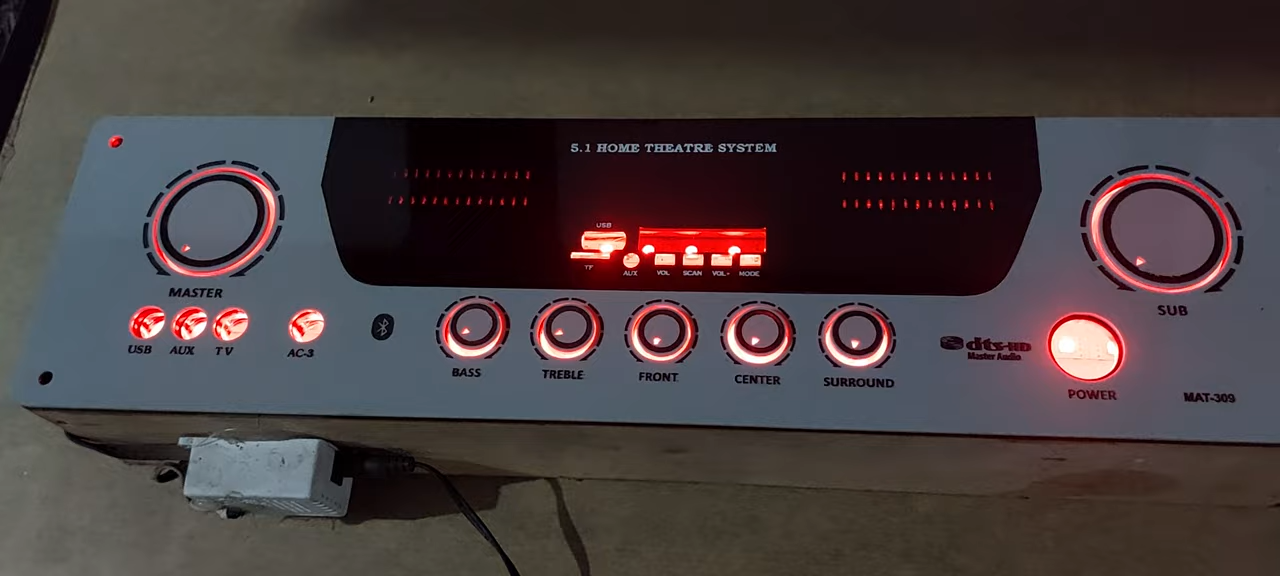 5.1 HOME THEATRE SYSTEM
USB
TF
AUX
VOL
SCAN
VOL+
MODE
MASTER
SUB
USB
AUX
TV
AC-3
BASS
TREBLE
FRONT
CENTER
SURROUND
dts-HD
Master Audio
POWER
MAT-309